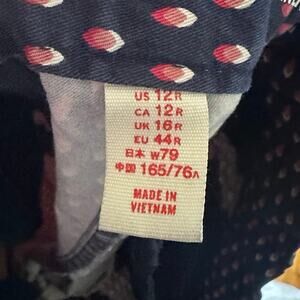 US 12R
CA 12R
UK 16R
EU 44R
日本 W79
中国 165/76A
MADE IN
VIETNAM